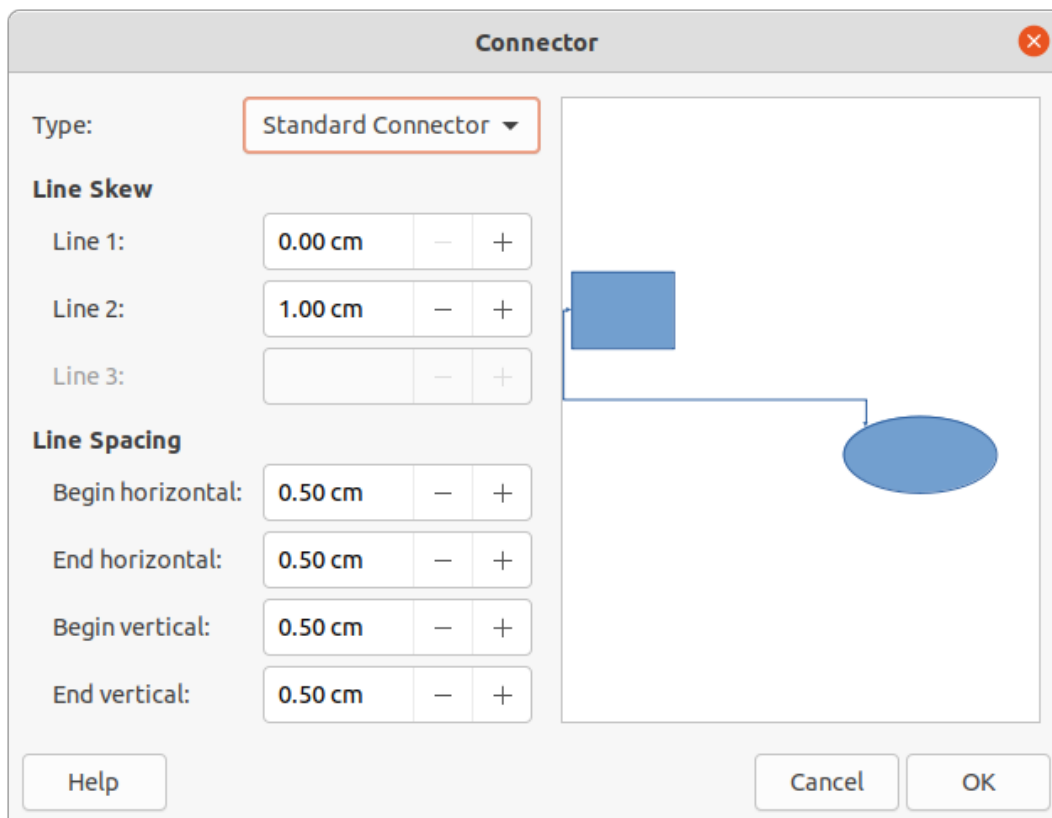 Connector
Type: Standard Connector
Line Skew
Line 1: 0.00 cm
Line 2: 1.00 cm
Line 3:
Line Spacing
Begin horizontal: 0.50 cm
End horizontal: 0.50 cm
Begin vertical: 0.50 cm
End vertical: 0.50 cm
Help Cancel OK